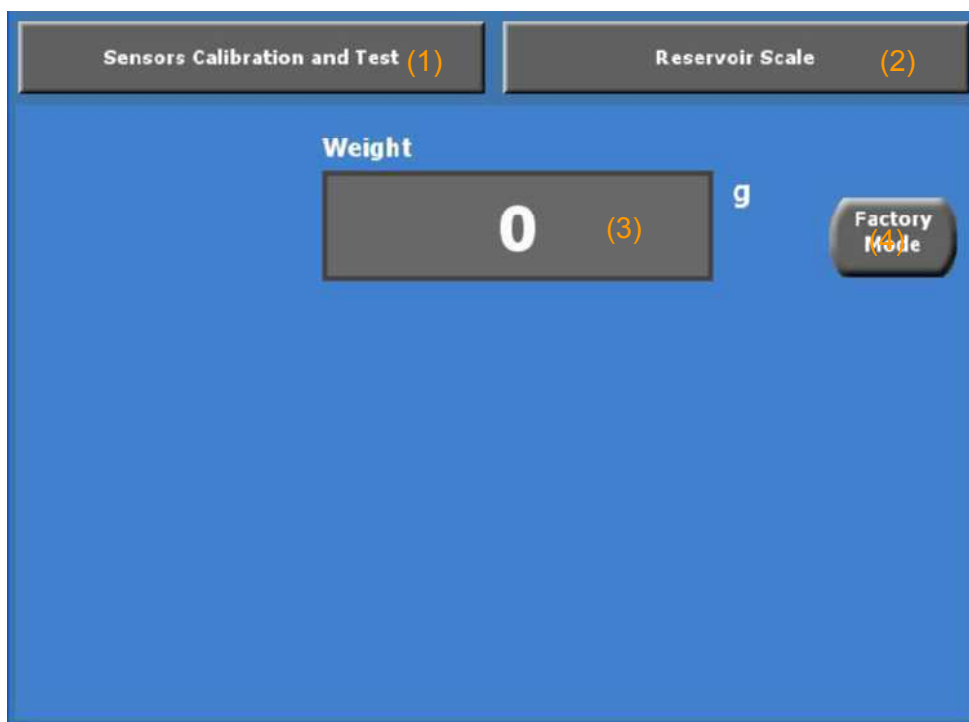 Sensors Calibration and Test (1)
Reservoir Scale (2)
Weight
0 (3)
g
Factory
Mode
(4)